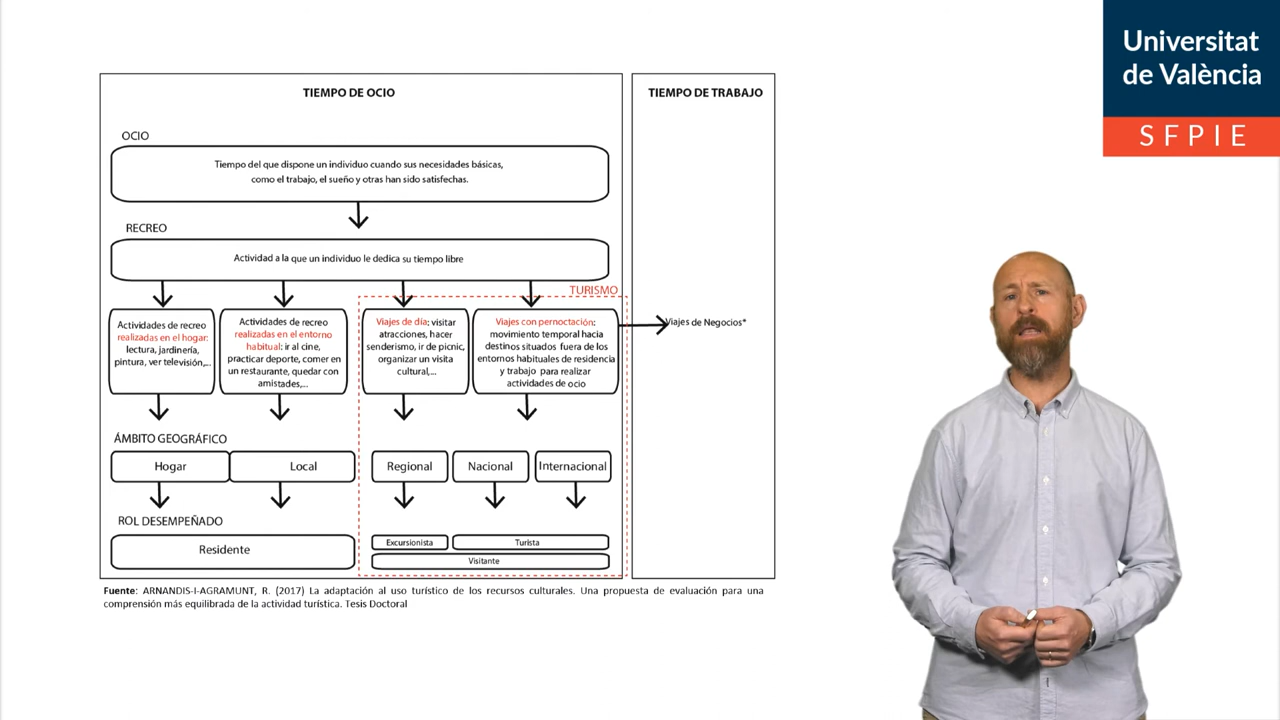 Universitat
de València
SFPIE
TIEMPO DE OCIO
TIEMPO DE TRABAJO
OCIO
Tiempo del que dispone un individuo cuando sus necesidades básicas,
como el trabajo, el sueño y otras han sido satisfechas.
RECREO
Actividad a la que un individuo le dedica su tiempo libre
TURISMO
Actividades de recreo
realizadas en el hogar:
lectura, jardinería,
pintura, ver televisión,...
Actividades de recreo
realizadas en el entorno
habitual: ir al cine,
practicar deporte, comer en
un restaurante, quedar con
amistades,...
Viajes de día: visitar
atracciones, hacer
senderismo, ir de picnic,
organizar un visita
cultural,...
Viajes con pernoctación:
movimiento temporal hacia
destinos situados fuera de los
entornos habituales de residencia
y trabajo para realizar
actividades de ocio
Viajes de Negocios*
ÁMBITO GEOGRÁFICO
Hogar
Local
Regional
Nacional
Internacional
ROL DESEMPEÑADO
Residente
Excursionista
Turista
Visitante
Fuente: ARNANDIS-I-AGRAMUNT, R. (2017) La adaptación al uso turístico de los recursos culturales. Una propuesta de evaluación para una
comprensión más equilibrada de la actividad turística. Tesis Doctoral